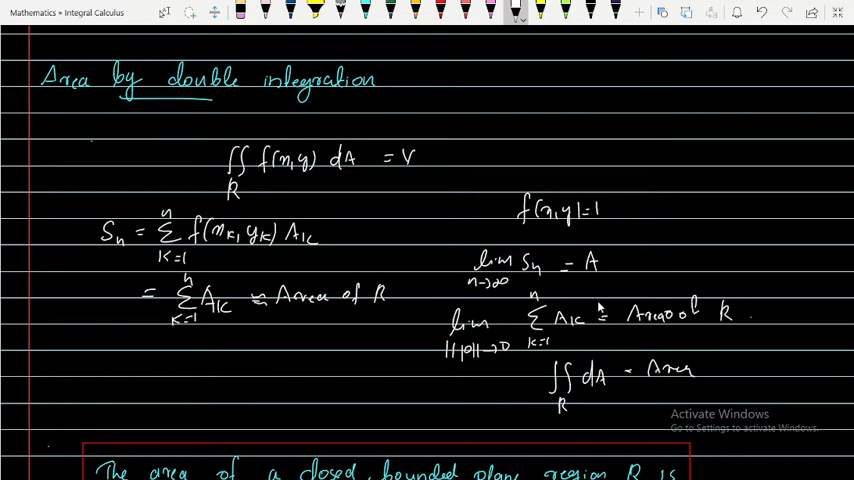 Mathematics » Integral Calculus
Area by double integration
∬_R f(x,y) dA = V
f(x,y)=1
S_n = Σ_{k=1}^{n} f(x_k, y_k) A_k
lim_{n→∞} S_n = A
= Σ_{k=1}^{n} A_k ≈ Area of R
lim_{||p||→0} Σ_{k=1}^{n} A_k = Area of R
∬_R dA = Area
Activate Windows
Go to Settings to activate Windows.
The area of a closed, bounded plane region R is